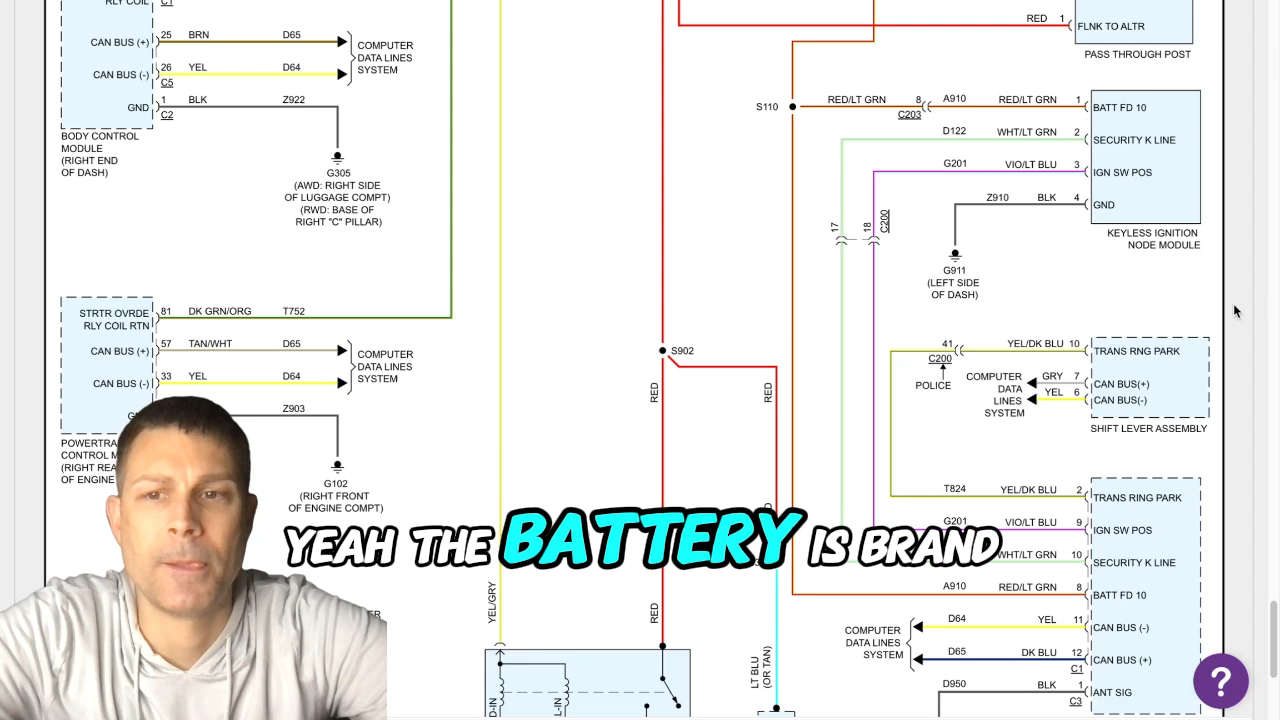 RLY COIL
C1
CAN BUS (+) 25 BRN D65
CAN BUS (-) 26 YEL D64
C5
GND 1 BLK Z922
C2
COMPUTER
DATA LINES
SYSTEM
BODY CONTROL
MODULE
(RIGHT END
OF DASH)
G305
(AWD: RIGHT SIDE
OF LUGGAGE COMPT)
(RWD: BASE OF
RIGHT "C" PILLAR)
STRTR OVRDE 81 DK GRN/ORG T752
RLY COIL RTN
CAN BUS (+) 57 TAN/WHT D65
CAN BUS (-) 33 YEL D64
Z903
COMPUTER
DATA LINES
SYSTEM
G102
(RIGHT FRONT
OF ENGINE COMPT)
POWERTRA
CONTROL M
(RIGHT REA
OF ENGINE
RED 1 FLNK TO ALTR
PASS THROUGH POST
S110
RED/LT GRN 8 A910 RED/LT GRN 1 BATT FD 10
C203
D122 WHT/LT GRN 2 SECURITY K LINE
G201 VIO/LT BLU 3 IGN SW POS
Z910 BLK 4 GND
17 18 C200
KEYLESS IGNITION
NODE MODULE
G911
(LEFT SIDE
OF DASH)
S902
RED
RED
41 YEL/DK BLU 10 TRANS RNG PARK
C200
POLICE
COMPUTER
DATA
LINES
SYSTEM
GRY 7 CAN BUS(+)
YEL 6 CAN BUS(-)
SHIFT LEVER ASSEMBLY
T824 YEL/DK BLU 2 TRANS RING PARK
G201 VIO/LT BLU 9 IGN SW POS
WHT/LT GRN 10 SECURITY K LINE
A910 RED/LT GRN 8 BATT FD 10
COMPUTER
DATA LINES
SYSTEM
D64 YEL 11 CAN BUS (-)
D65 DK BLU 12 CAN BUS (+)
C1
D950 BLK 1 ANT SIG
C3
YEAH THE BATTERY IS BRAND
YEL/GRY
RED
LT BLU
(OR TAN)
?